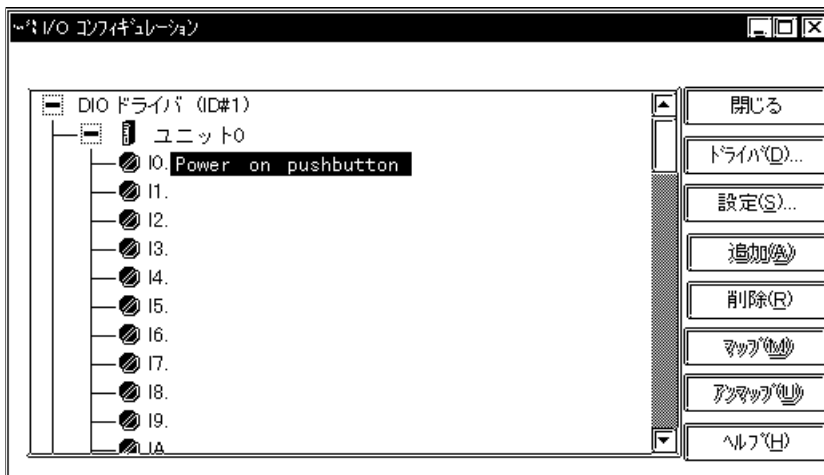 I/O コンフィギュレーション
DIO ドライバ (ID#1)
ユニット0
I0. Power on pushbutton
I1.
I2.
I3.
I4.
I5.
I6.
I7.
I8.
I9.
IA
閉じる
ドライバ(D)...
設定(S)...
追加(A)
削除(R)
マップ(M)
アンマップ(U)
ヘルプ(H)